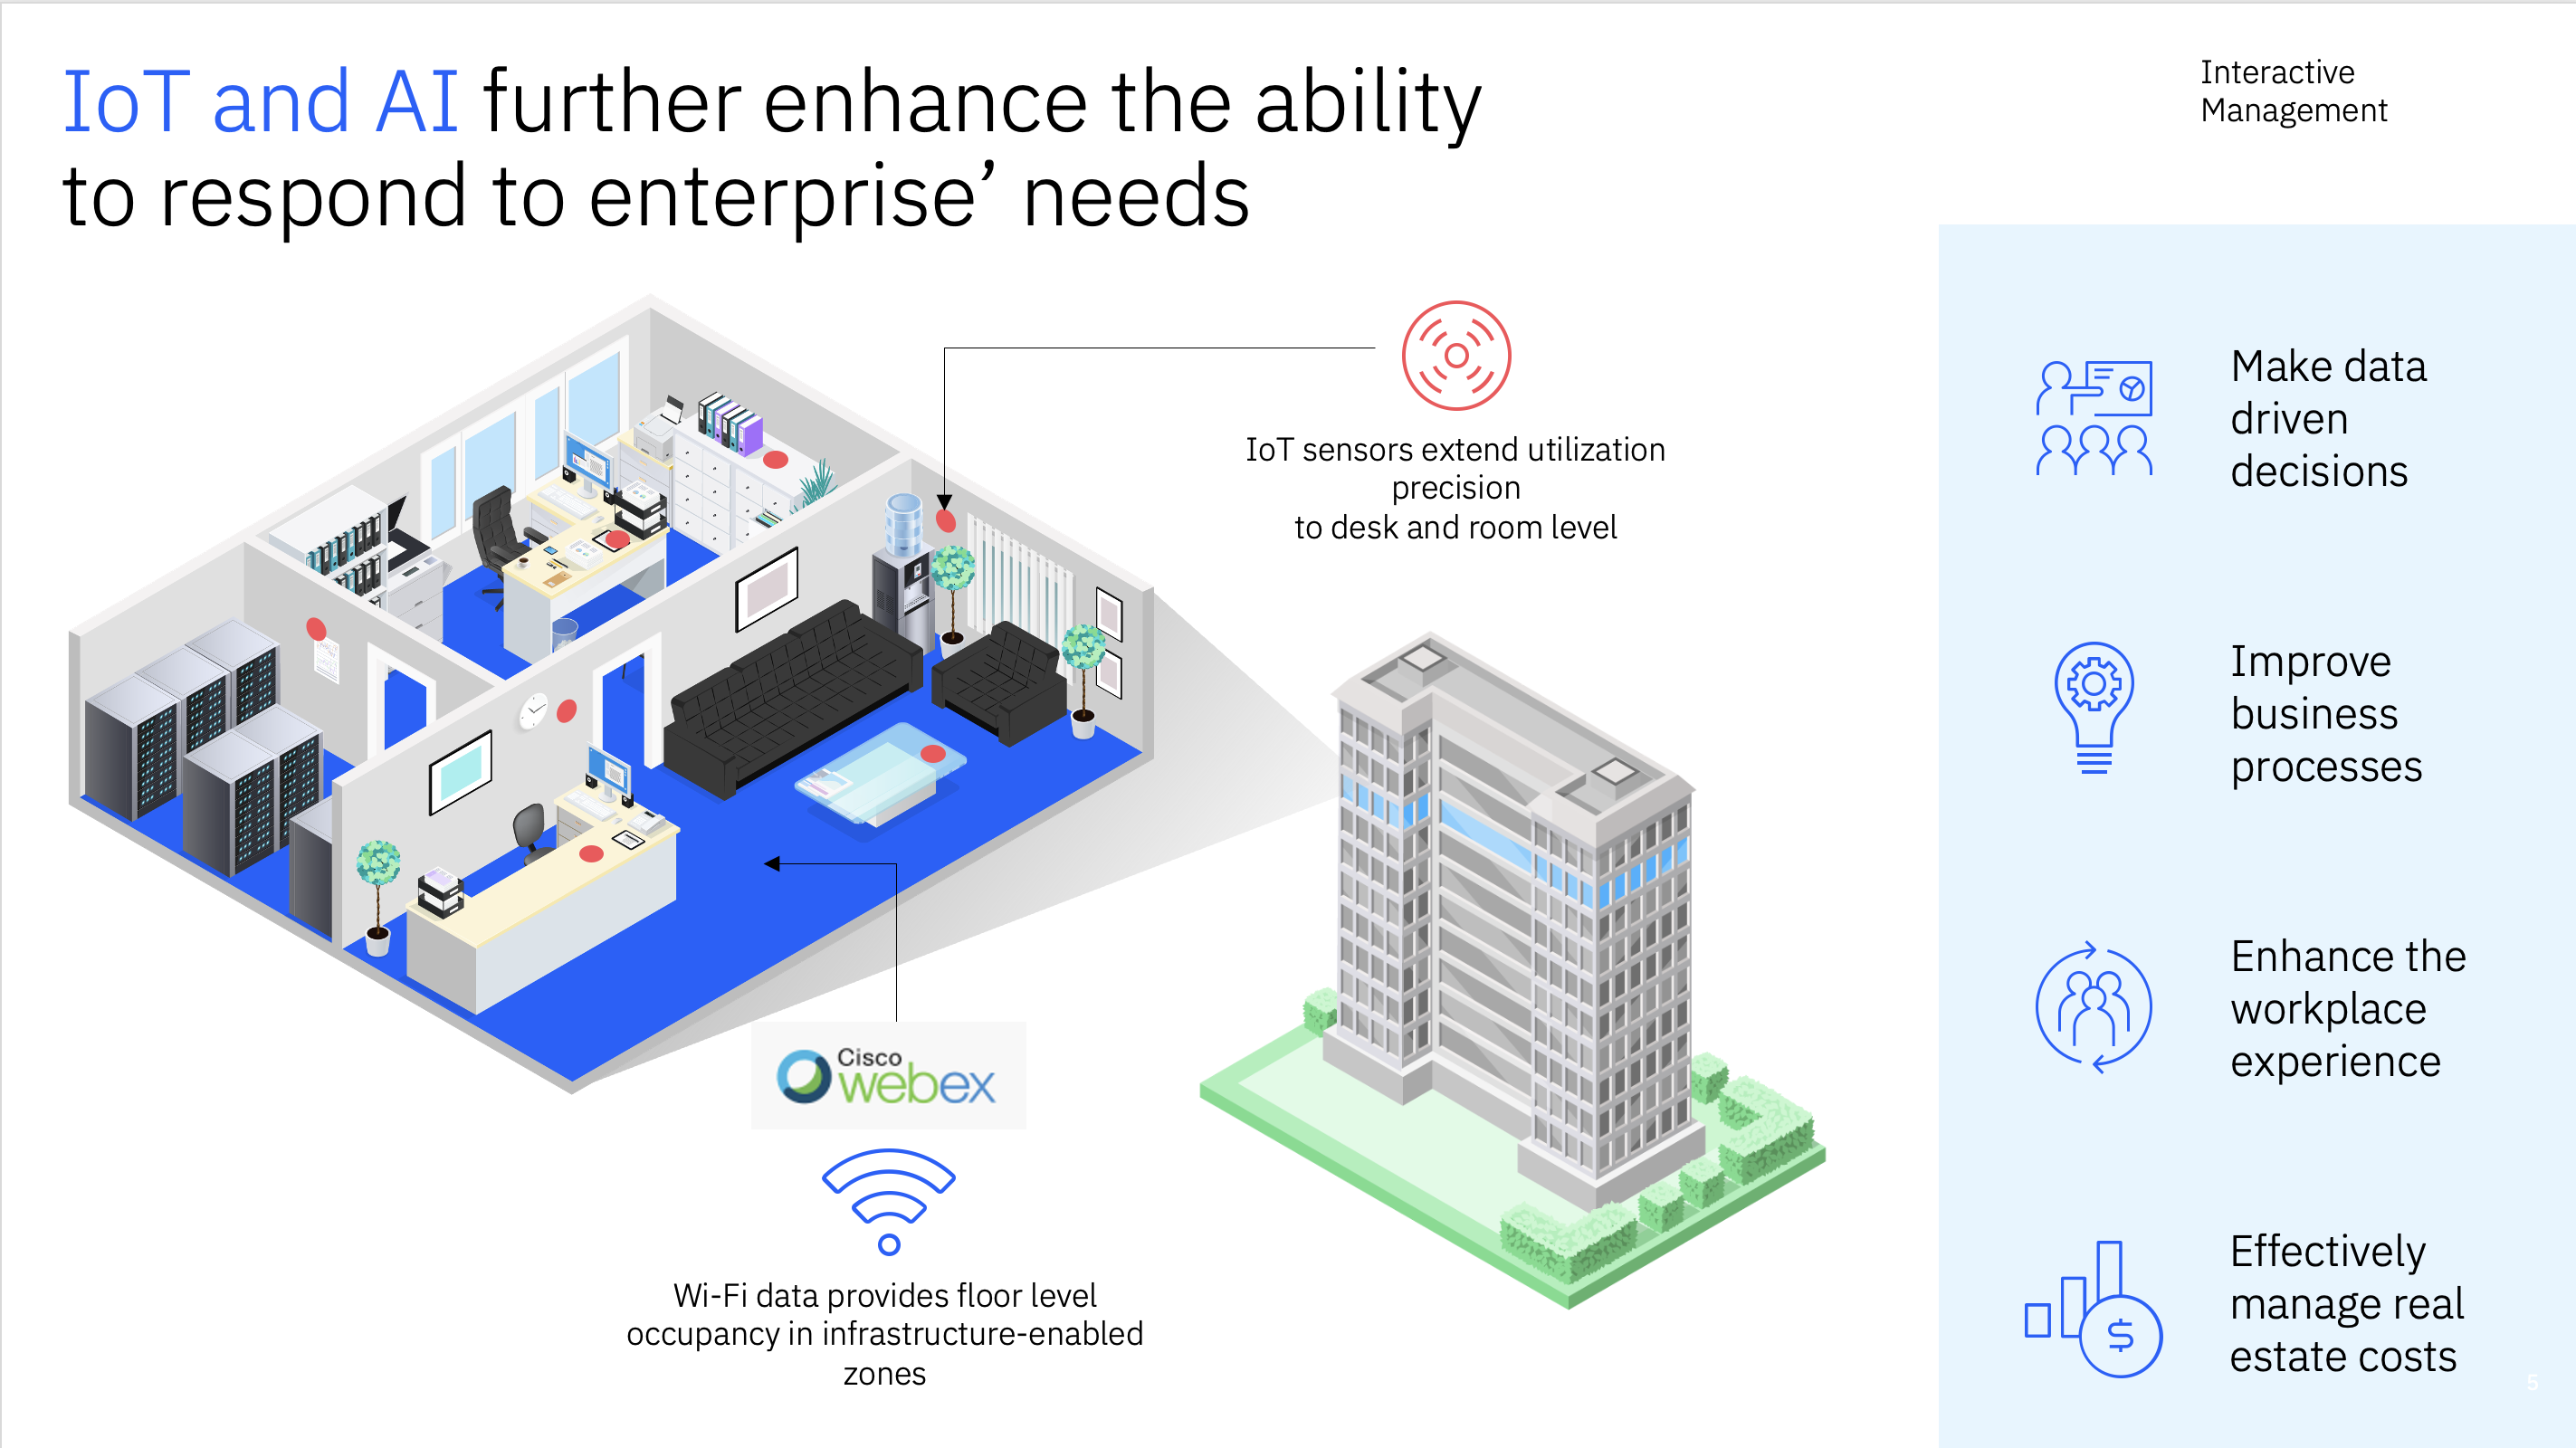 IoT and AI further enhance the ability
to respond to enterprise’ needs
Interactive
Management
IoT sensors extend utilization
precision
to desk and room level
Cisco
webex
Wi-Fi data provides floor level
occupancy in infrastructure-enabled
zones
Make data
driven
decisions
Improve
business
processes
Enhance the
workplace
experience
Effectively
manage real
estate costs
$
5